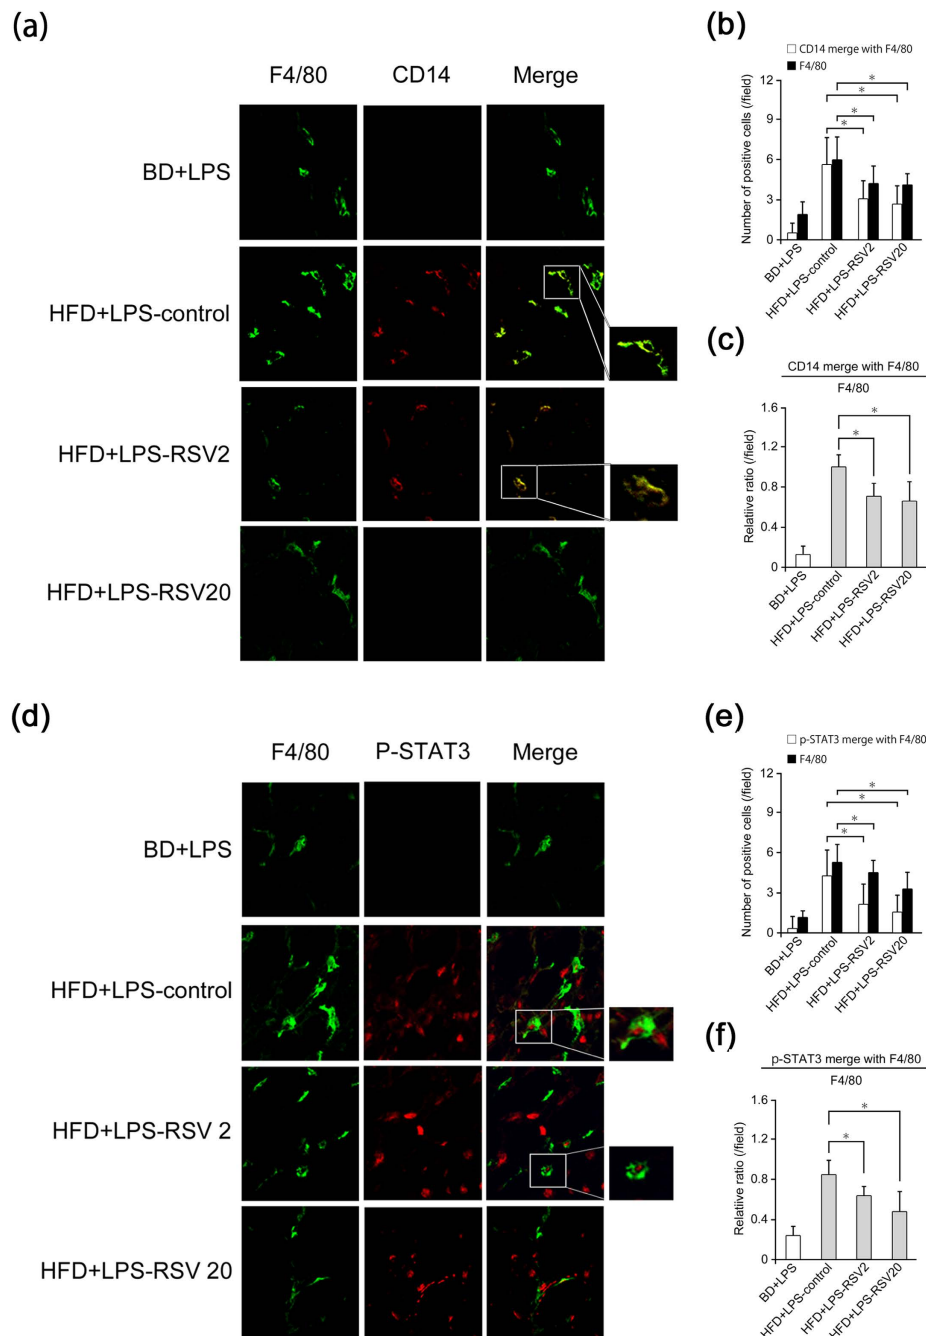 (a)
F4/80 CD14 Merge
BD+LPS
HFD+LPS-control
HFD+LPS-RSV2
HFD+LPS-RSV20
(b)
CD14 merge with F4/80
F4/80
Number of positive cells (/field)
12
9
6
3
0
* * * *
BD+LPS
HFD+LPS-control
HFD+LPS-RSV2
HFD+LPS-RSV20
(c)
CD14 merge with F4/80
F4/80
Relatiive ratio (/field)
1.6
1.2
0.8
0.4
0
* *
BD+LPS
HFD+LPS-control
HFD+LPS-RSV2
HFD+LPS-RSV20
(d)
F4/80 P-STAT3 Merge
BD+LPS
HFD+LPS-control
HFD+LPS-RSV 2
HFD+LPS-RSV 20
(e)
p-STAT3 merge with F4/80
F4/80
Number of positive cells (/field)
12
9
6
3
0
* * * *
BD+LPS
HFD+LPS-control
HFD+LPS-RSV2
HFD+LPS-RSV20
(f)
p-STAT3 merge with F4/80
F4/80
Relatiive ratio (/field)
1.6
1.2
0.8
0.4
0
* *
BD+LPS
HFD+LPS-control
HFD+LPS-RSV2
HFD+LPS-RSV20